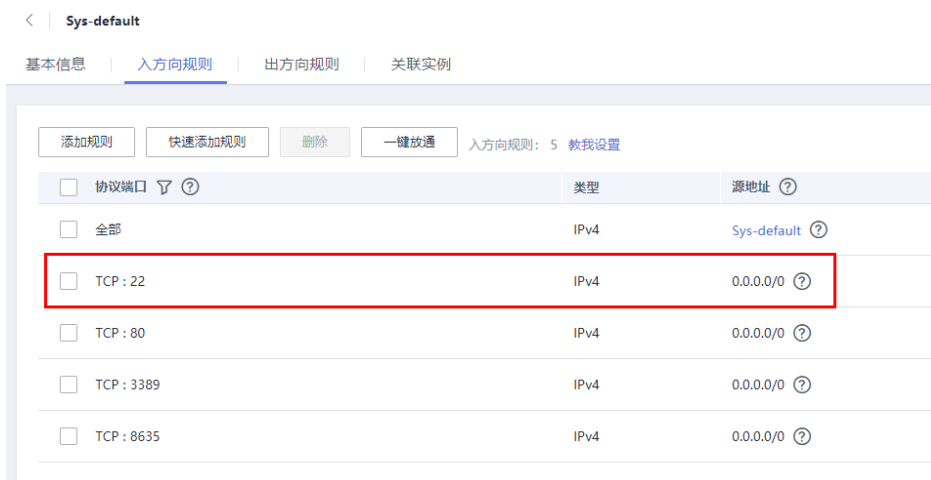 Sys-default
基本信息 入方向规则 出方向规则 关联实例
添加规则 快速添加规则 删除 一键放通 入方向规则： 5 教我设置
协议端口 类型 源地址
全部 IPv4 Sys-default
TCP : 22 IPv4 0.0.0.0/0
TCP : 80 IPv4 0.0.0.0/0
TCP : 3389 IPv4 0.0.0.0/0
TCP : 8635 IPv4 0.0.0.0/0